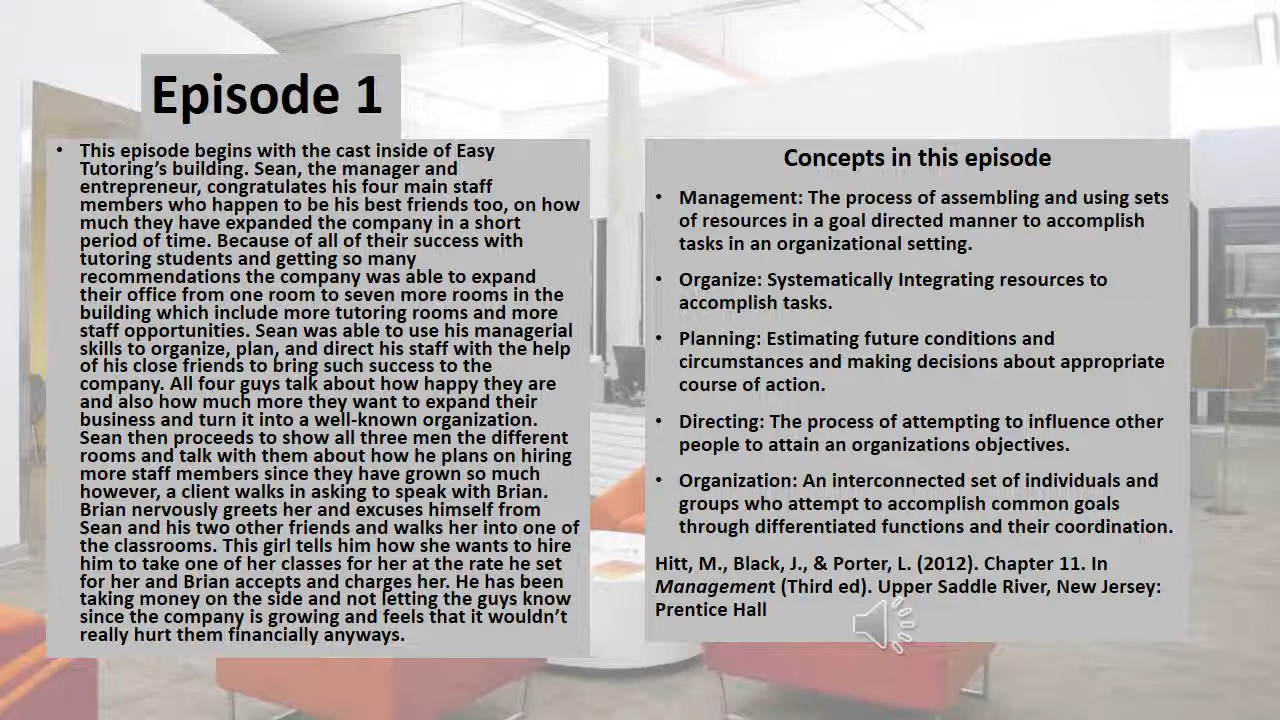 Episode 1
• This episode begins with the cast inside of Easy
Tutoring’s building. Sean, the manager and
entrepreneur, congratulates his four main staff
members who happen to be his best friends too, on how
much they have expanded the company in a short
period of time. Because of all of their success with
tutoring students and getting so many
recommendations the company was able to expand
their office from one room to seven more rooms in the
building which include more tutoring rooms and more
staff opportunities. Sean was able to use his managerial
skills to organize, plan, and direct his staff with the help
of his close friends to bring such success to the
company. All four guys talk about how happy they are
and also how much more they want to expand their
business and turn it into a well-known organization.
Sean then proceeds to show all three men the different
rooms and talk with them about how he plans on hiring
more staff members since they have grown so much
however, a client walks in asking to speak with Brian.
Brian nervously greets her and excuses himself from
Sean and his two other friends and walks her into one of
the classrooms. This girl tells him how she wants to hire
him to take one of her classes for her at the rate he set
for her and Brian accepts and charges her. He has been
taking money on the side and not letting the guys know
since the company is growing and feels that it wouldn’t
really hurt them financially anyways.
Concepts in this episode
• Management: The process of assembling and using sets
of resources in a goal directed manner to accomplish
tasks in an organizational setting.
• Organize: Systematically Integrating resources to
accomplish tasks.
• Planning: Estimating future conditions and
circumstances and making decisions about appropriate
course of action.
• Directing: The process of attempting to influence other
people to attain an organizations objectives.
• Organization: An interconnected set of individuals and
groups who attempt to accomplish common goals
through differentiated functions and their coordination.
Hitt, M., Black, J., & Porter, L. (2012). Chapter 11. In
Management (Third ed). Upper Saddle River, New Jersey:
Prentice Hall